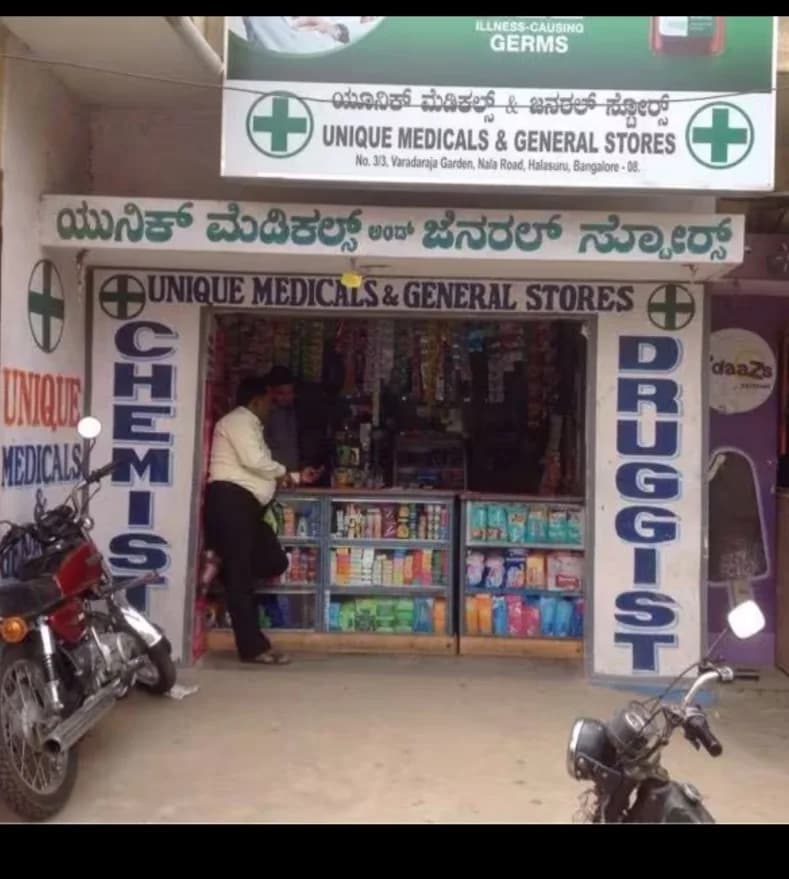 ILLNESS-CAUSING
GERMS
ಯೂನಿಕ್ ಮೆಡಿಕಲ್ಸ್ & ಜನರಲ್ ಸ್ಟೋರ್ಸ್
UNIQUE MEDICALS & GENERAL STORES
No. 3/3, Varadaraja Garden, Nala Road, Halasuru, Bangalore - 08.
ಯುನಿಕ್ ಮೆಡಿಕಲ್ಸ್ ಅಂಡ್ ಜೆನರಲ್ ಸ್ಟೋರ್ಸ್
UNIQUE MEDICALS & GENERAL STORES
CHEMIST
DRUGGIST
UNIQUE
MEDICALS
&
daaZs